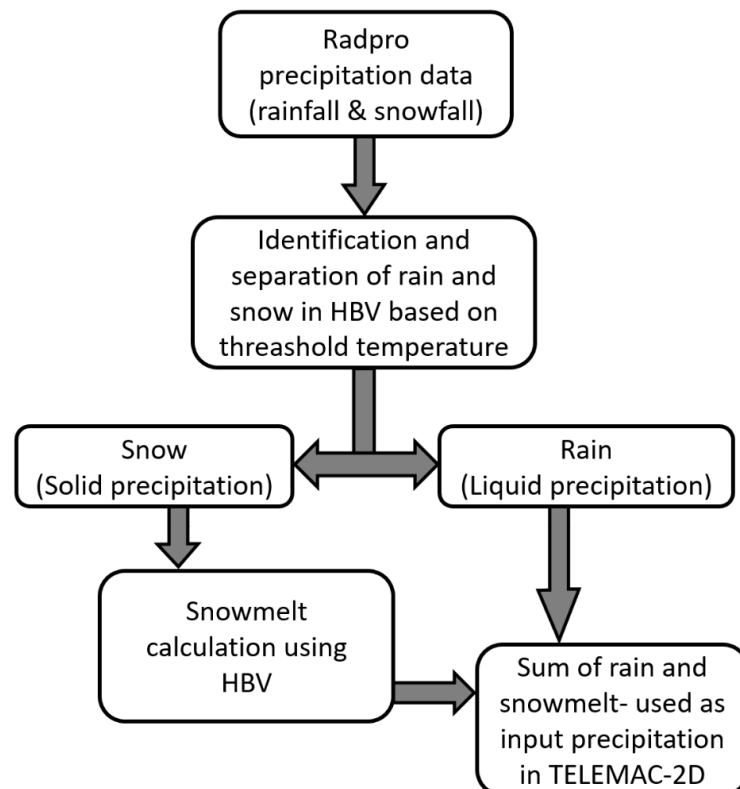 Radpro
precipitation data
(rainfall & snowfall)
Identification and
separation of rain and
snow in HBV based on
threashold temperature
Snow
(Solid precipitation)
Rain
(Liquid precipitation)
Snowmelt
calculation using
HBV
Sum of rain and
snowmelt- used as
input precipitation
in TELEMAC-2D